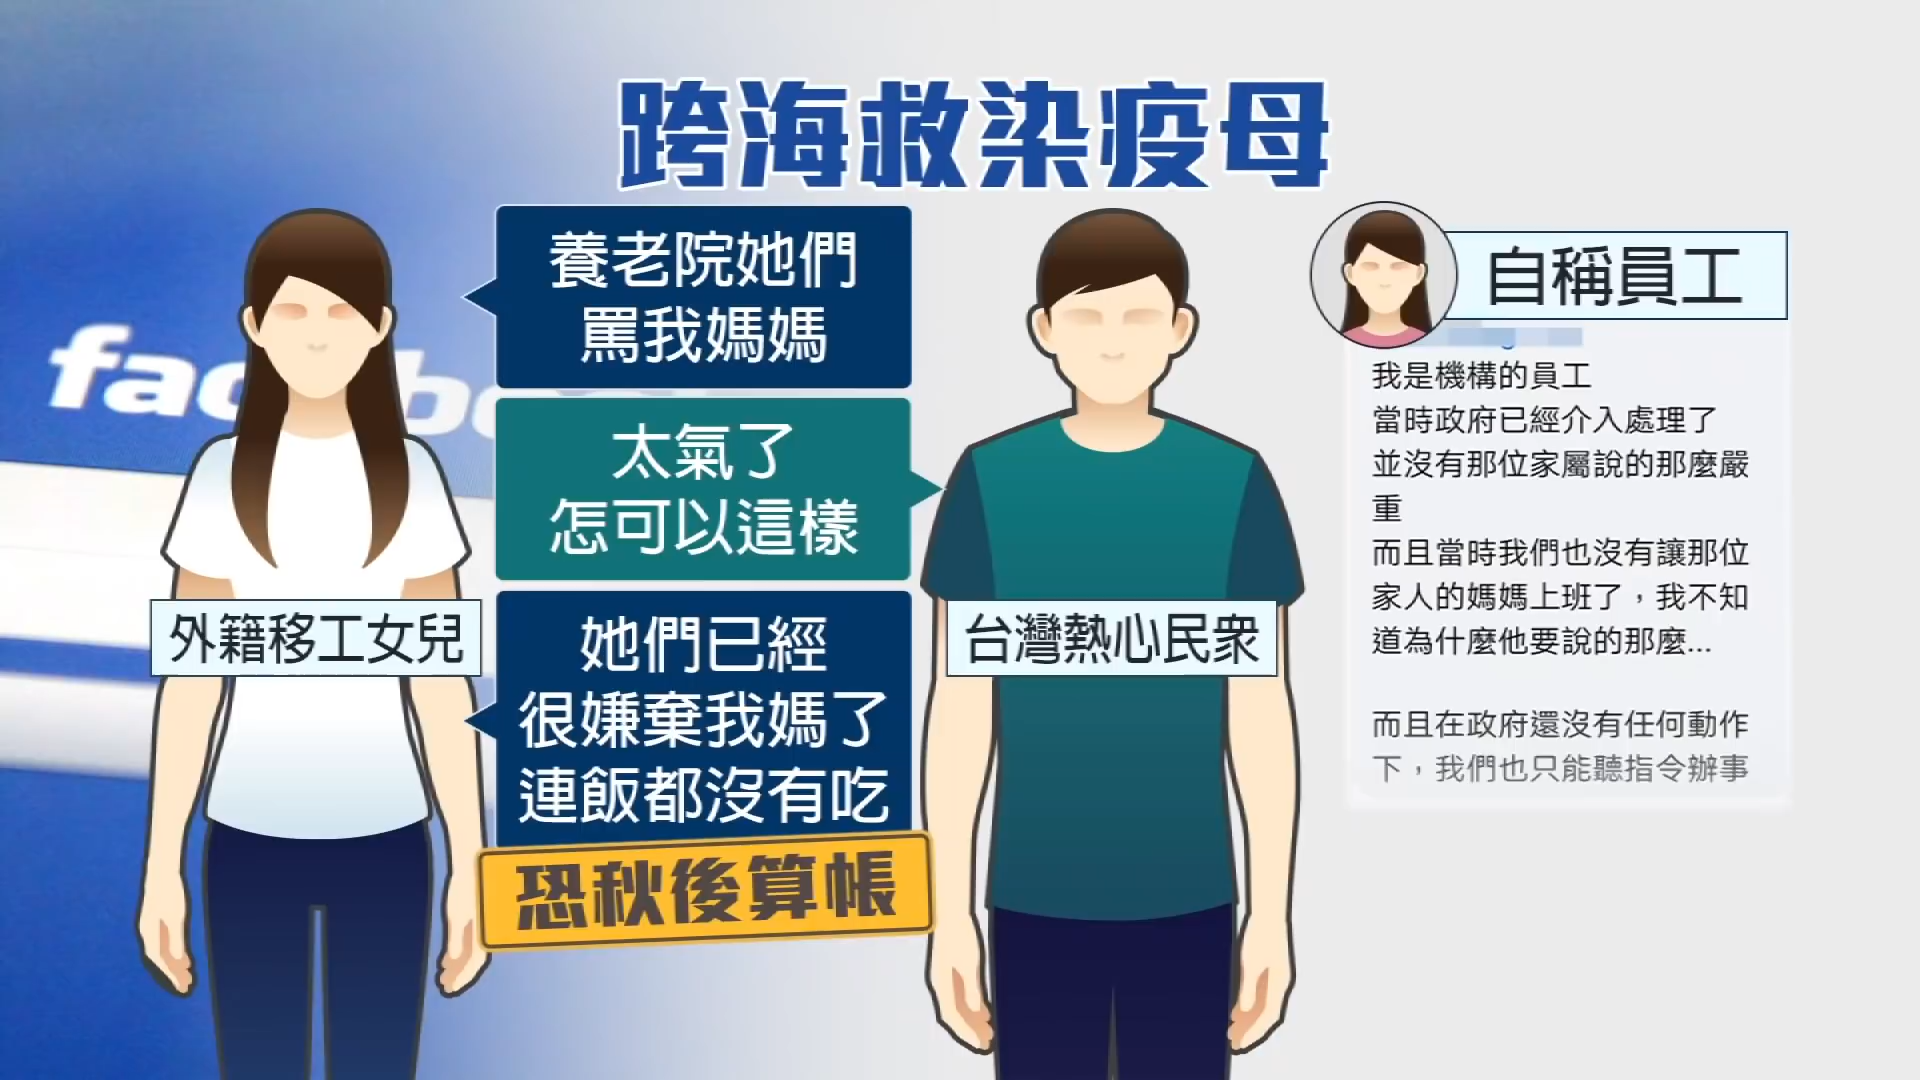 跨海救染疫母
養老院她們
罵我媽媽
太氣了
怎可以這樣
她們已經
很嫌棄我媽了
連飯都沒有吃
恐秋後算帳
外籍移工女兒
台灣熱心民眾
自稱員工
我是機構的員工
當時政府已經介入處理了
並沒有那位家屬說的那麼嚴
重
而且當時我們也沒有讓那位
家人的媽媽上班了，我不知
道為什麼他要說的那麼...
而且在政府還沒有任何動作
下，我們也只能聽指令辦事